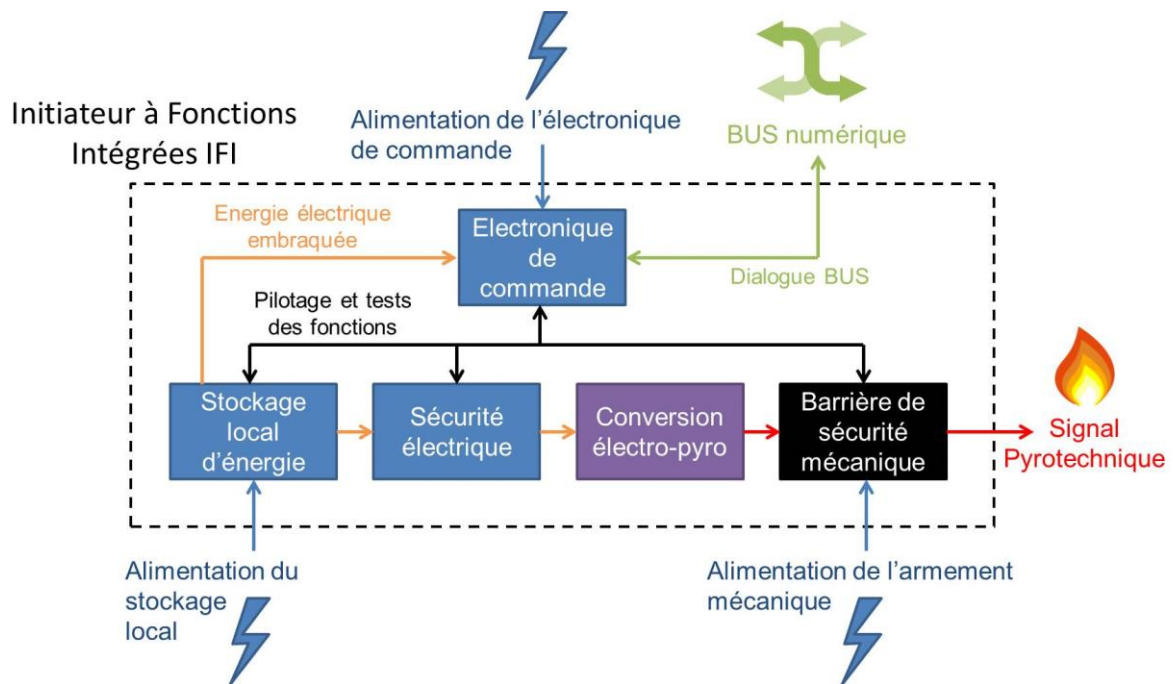 Initiateur à Fonctions
Intégrées IFI
Alimentation de l'électronique
de commande
BUS numérique
Energie électrique
embraquée
Electronique
de
commande
Dialogue BUS
Pilotage et tests
des fonctions
Stockage
local
d'énergie
Sécurité
électrique
Conversion
électro-pyro
Barrière de
sécurité
mécanique
Signal
Pyrotechnique
Alimentation du
stockage
local
Alimentation de l'armement
mécanique